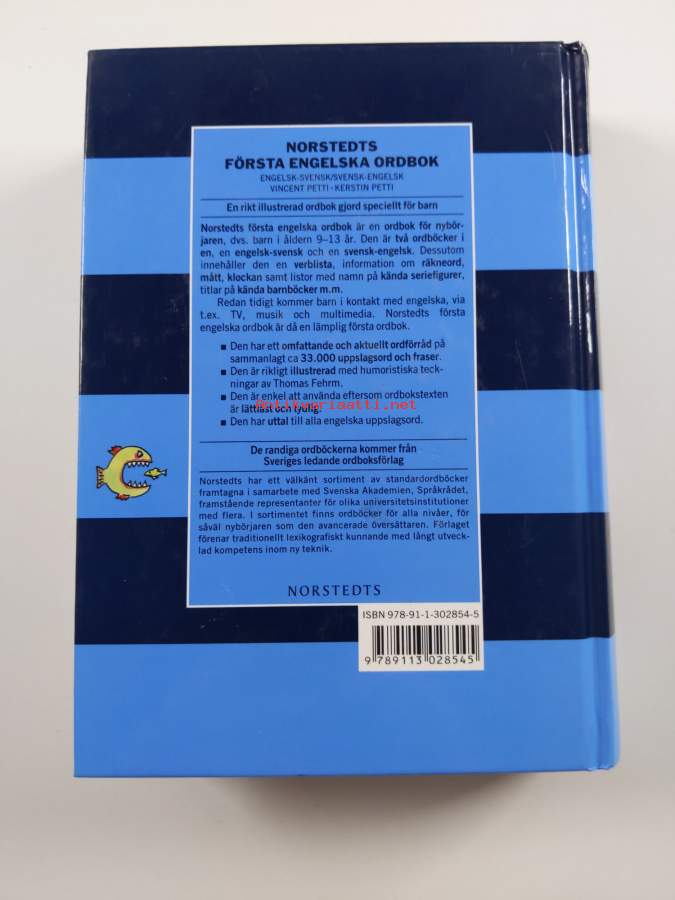 NORSTEDTS
FÖRSTA ENGELSKA ORDBOK
ENGELSK-SVENSK/SVENSK-ENGELSK
VINCENT PETTI • KERSTIN PETTI
En rikt illustrerad ordbok gjord speciellt för barn
Norstedts första engelska ordbok är en ordbok för nybör-
jaren, dvs. barn i åldern 9–13 år. Den är två ordböcker i
en, en engelsk-svensk och en svensk-engelsk. Dessutom
innehåller den en verblista, information om räkneord,
mått, klockan samt listor med namn på kända seriefigurer,
titlar på kända barnböcker m.m.
Redan tidigt kommer barn i kontakt med engelska, via
t.ex. TV, musik och multimedia. Norstedts första
engelska ordbok är då en lämplig första ordbok.
■ Den har ett omfattande och aktuellt ordförråd på
sammanlagt ca 33.000 uppslagsord och fraser.
■ Den är rikligt illustrerad med humoristiska teck-
ningar av Thomas Fehrm.
■ Den är enkel att använda eftersom ordbokstexten
är lättläst och tydlig.
Antikvariaatti.net
■ Den har uttal till alla engelska uppslagsord.
De randiga ordböckerna kommer från
Sveriges ledande ordboksförlag
Norstedts har ett välkänt sortiment av standardordböcker
framtagna i samarbete med Svenska Akademien, Språkrådet,
framstående representanter för olika universitetsinstitutioner
med flera. I sortimentet finns ordböcker för alla nivåer, för
såväl nybörjaren som den avancerade översättaren. Förlaget
förenar traditionellt lexikografiskt kunnande med långt utveck-
lad kompetens inom ny teknik.
NORSTEDTS
ISBN 978-91-1-302854-5
9 789113 028545